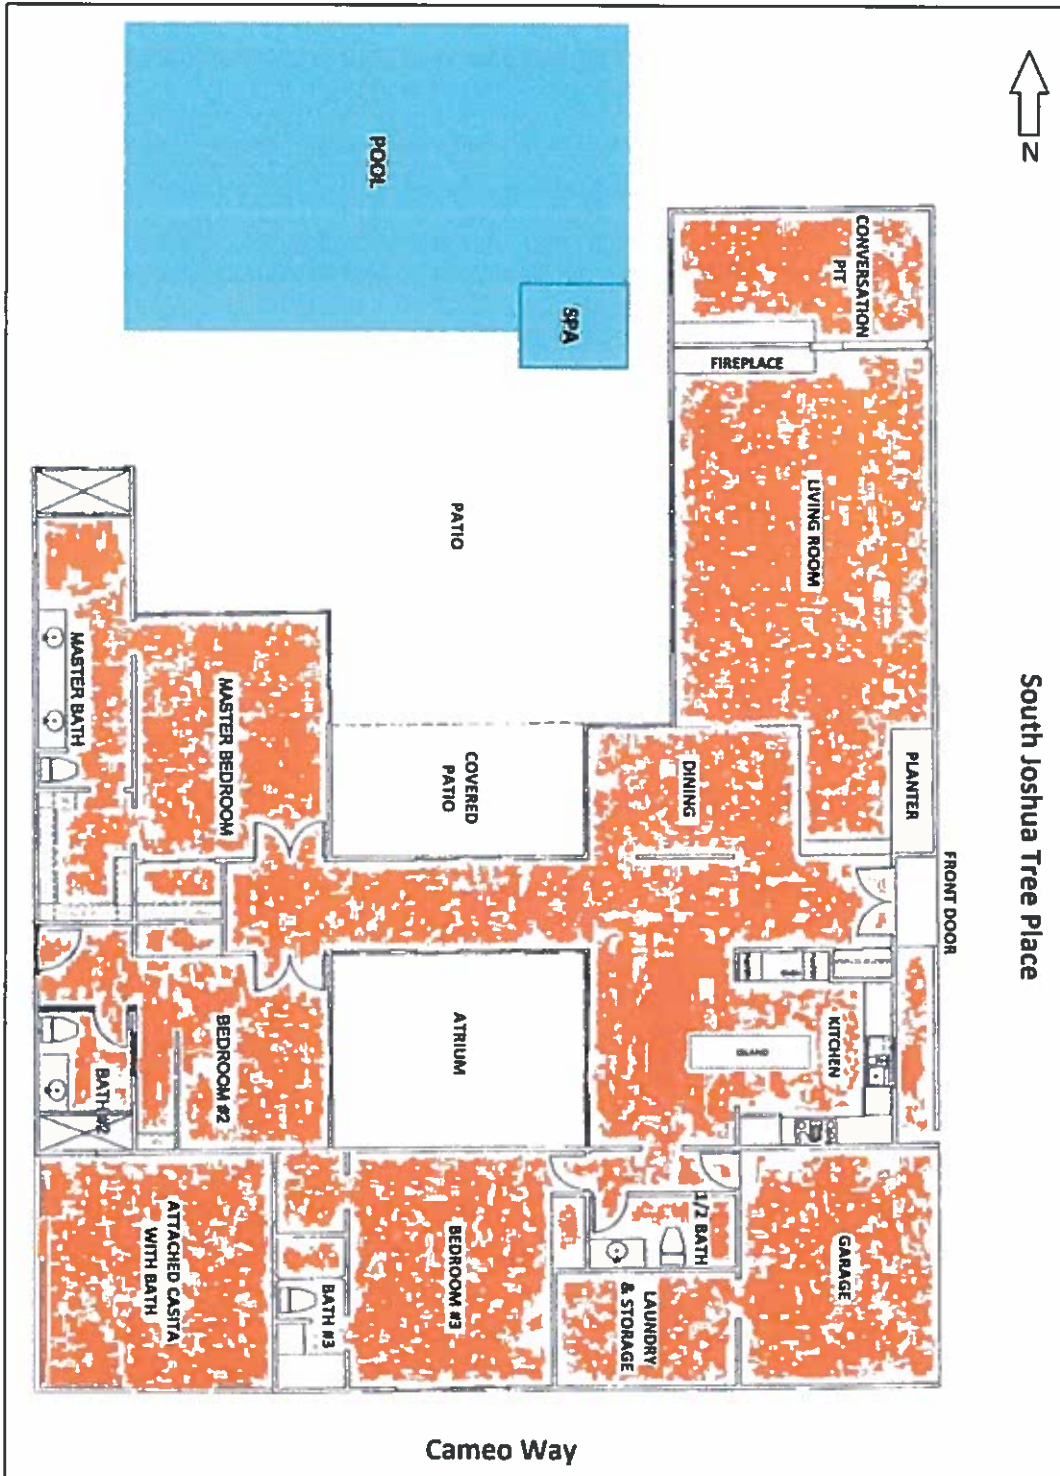 N
South Joshua Tree Place
POOL
SPA
CONVERSATION
PIT
FIREPLACE
LIVING ROOM
PATIO
PLANTER
FRONT DOOR
DINING
COVERED
PATIO
MASTER BEDROOM
MASTER BATH
KITCHEN
ISLAND
ATRIUM
BEDROOM #2
BATH #2
1/2 BATH
GARAGE
LAUNDRY
& STORAGE
BEDROOM #3
BATH #3
ATTACHED CASITA
WITH BATH
Cameo Way